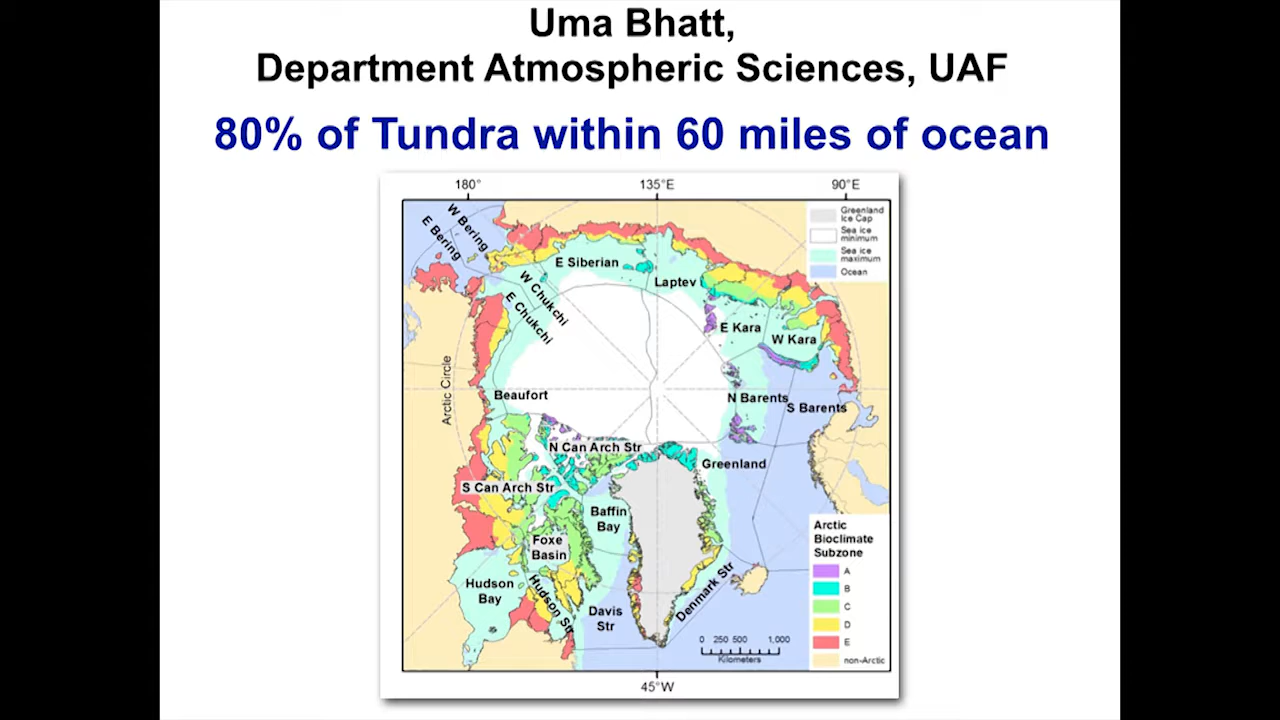 Uma Bhatt,
Department Atmospheric Sciences, UAF
80% of Tundra within 60 miles of ocean
180°
135°E
90°E
W Bering
E Bering
E Siberian
Laptev
W Chukchi
E Chukchi
E Kara
W Kara
Arctic Circle
Beaufort
N Barents
S Barents
N Can Arch Str
Greenland
S Can Arch Str
Baffin
Bay
Foxe
Basin
Hudson
Bay
Hudson Str
Davis
Str
Denmark Str
Greenland
Ice Cap
Sea ice
minimum
Sea ice
maximum
Ocean
Arctic
Bioclimate
Subzone
A
B
C
D
E
non-Arctic
0 250 500 1,000
Kilometers
45°W